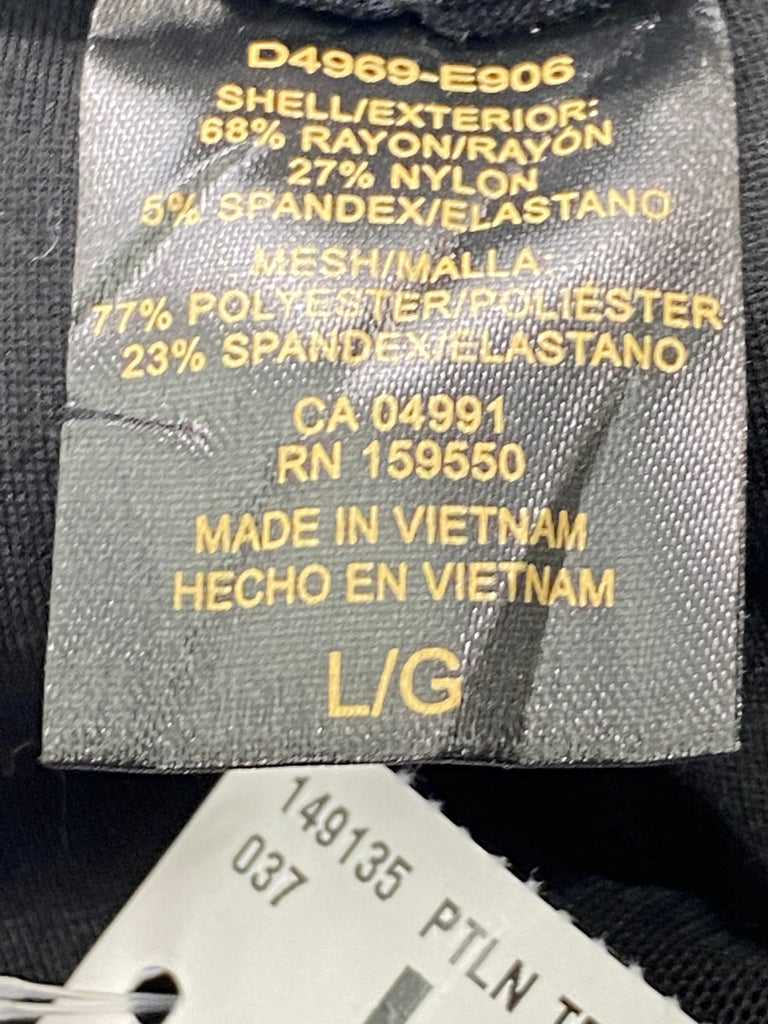 D4969-E906
SHELL/EXTERIOR:
68% RAYON/RAYÓN
27% NYLON
5% SPANDEX/ELASTANO
MESH/MALLA:
77% POLYESTER/POLIÉSTER
23% SPANDEX/ELASTANO
CA 04991
RN 159550
MADE IN VIETNAM
HECHO EN VIETNAM
L/G
149135 PTLN
037